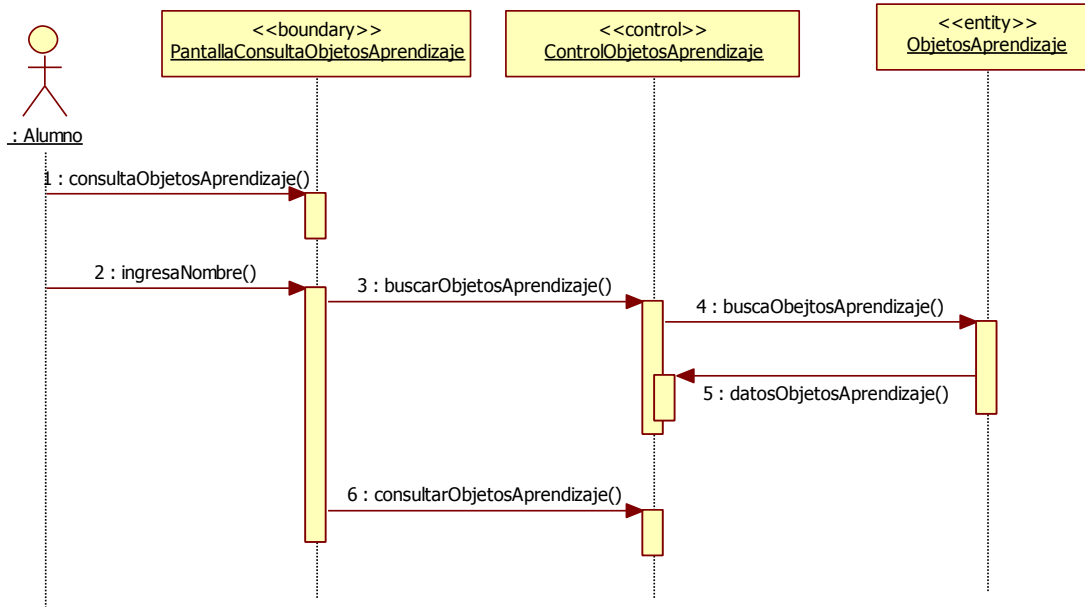 <<boundary>>
PantallaConsultaObjetosAprendizaje
<<control>>
ControlObjetosAprendizaje
<<entity>>
ObjetosAprendizaje
: Alumno
1 : consultaObjetosAprendizaje()
2 : ingresaNombre()
3 : buscarObjetosAprendizaje()
4 : buscaObejtosAprendizaje()
5 : datosObjetosAprendizaje()
6 : consultarObjetosAprendizaje()